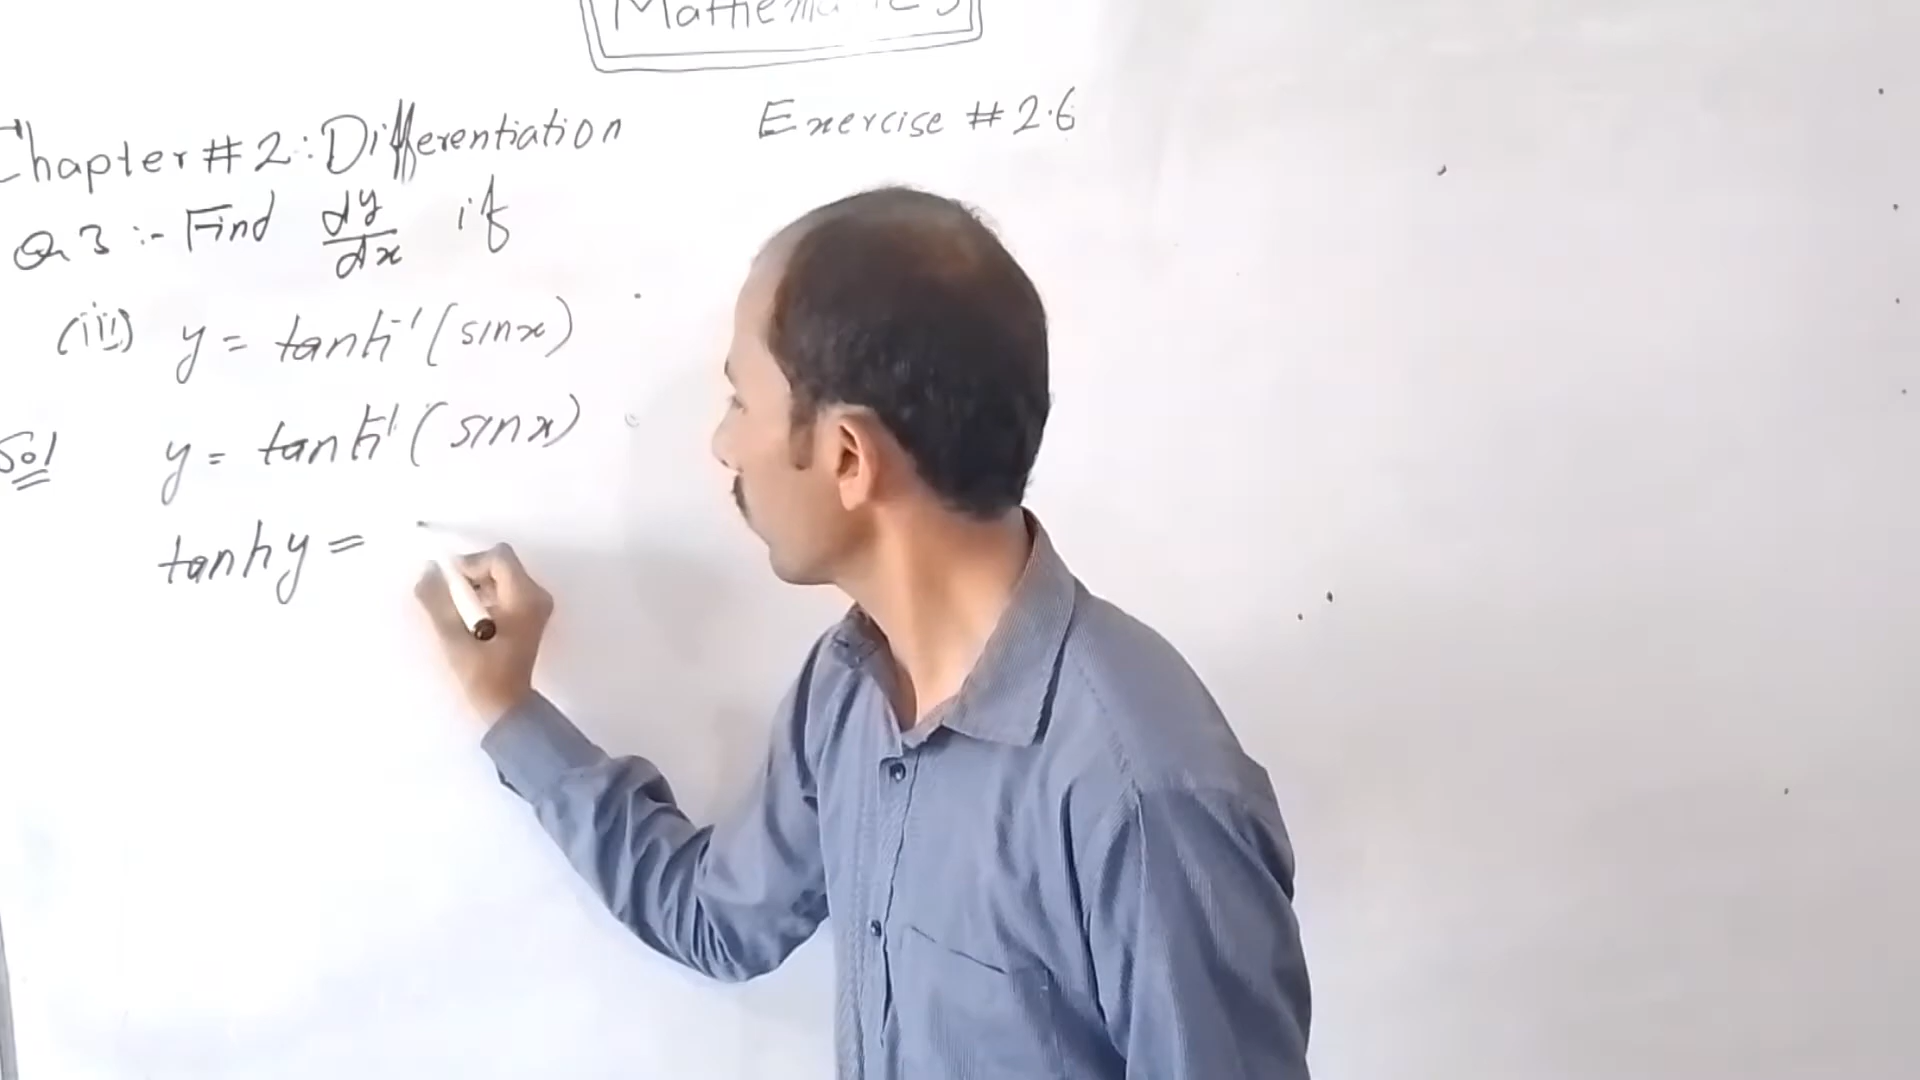 Mathematics
Chapter # 2 : Differentiation
Exercise # 2.6
Q 3 :- Find dy/dx if
(iii) y = tanh⁻¹ (sinx)
Sol y = tanh⁻¹ (sinx)
tanh y =